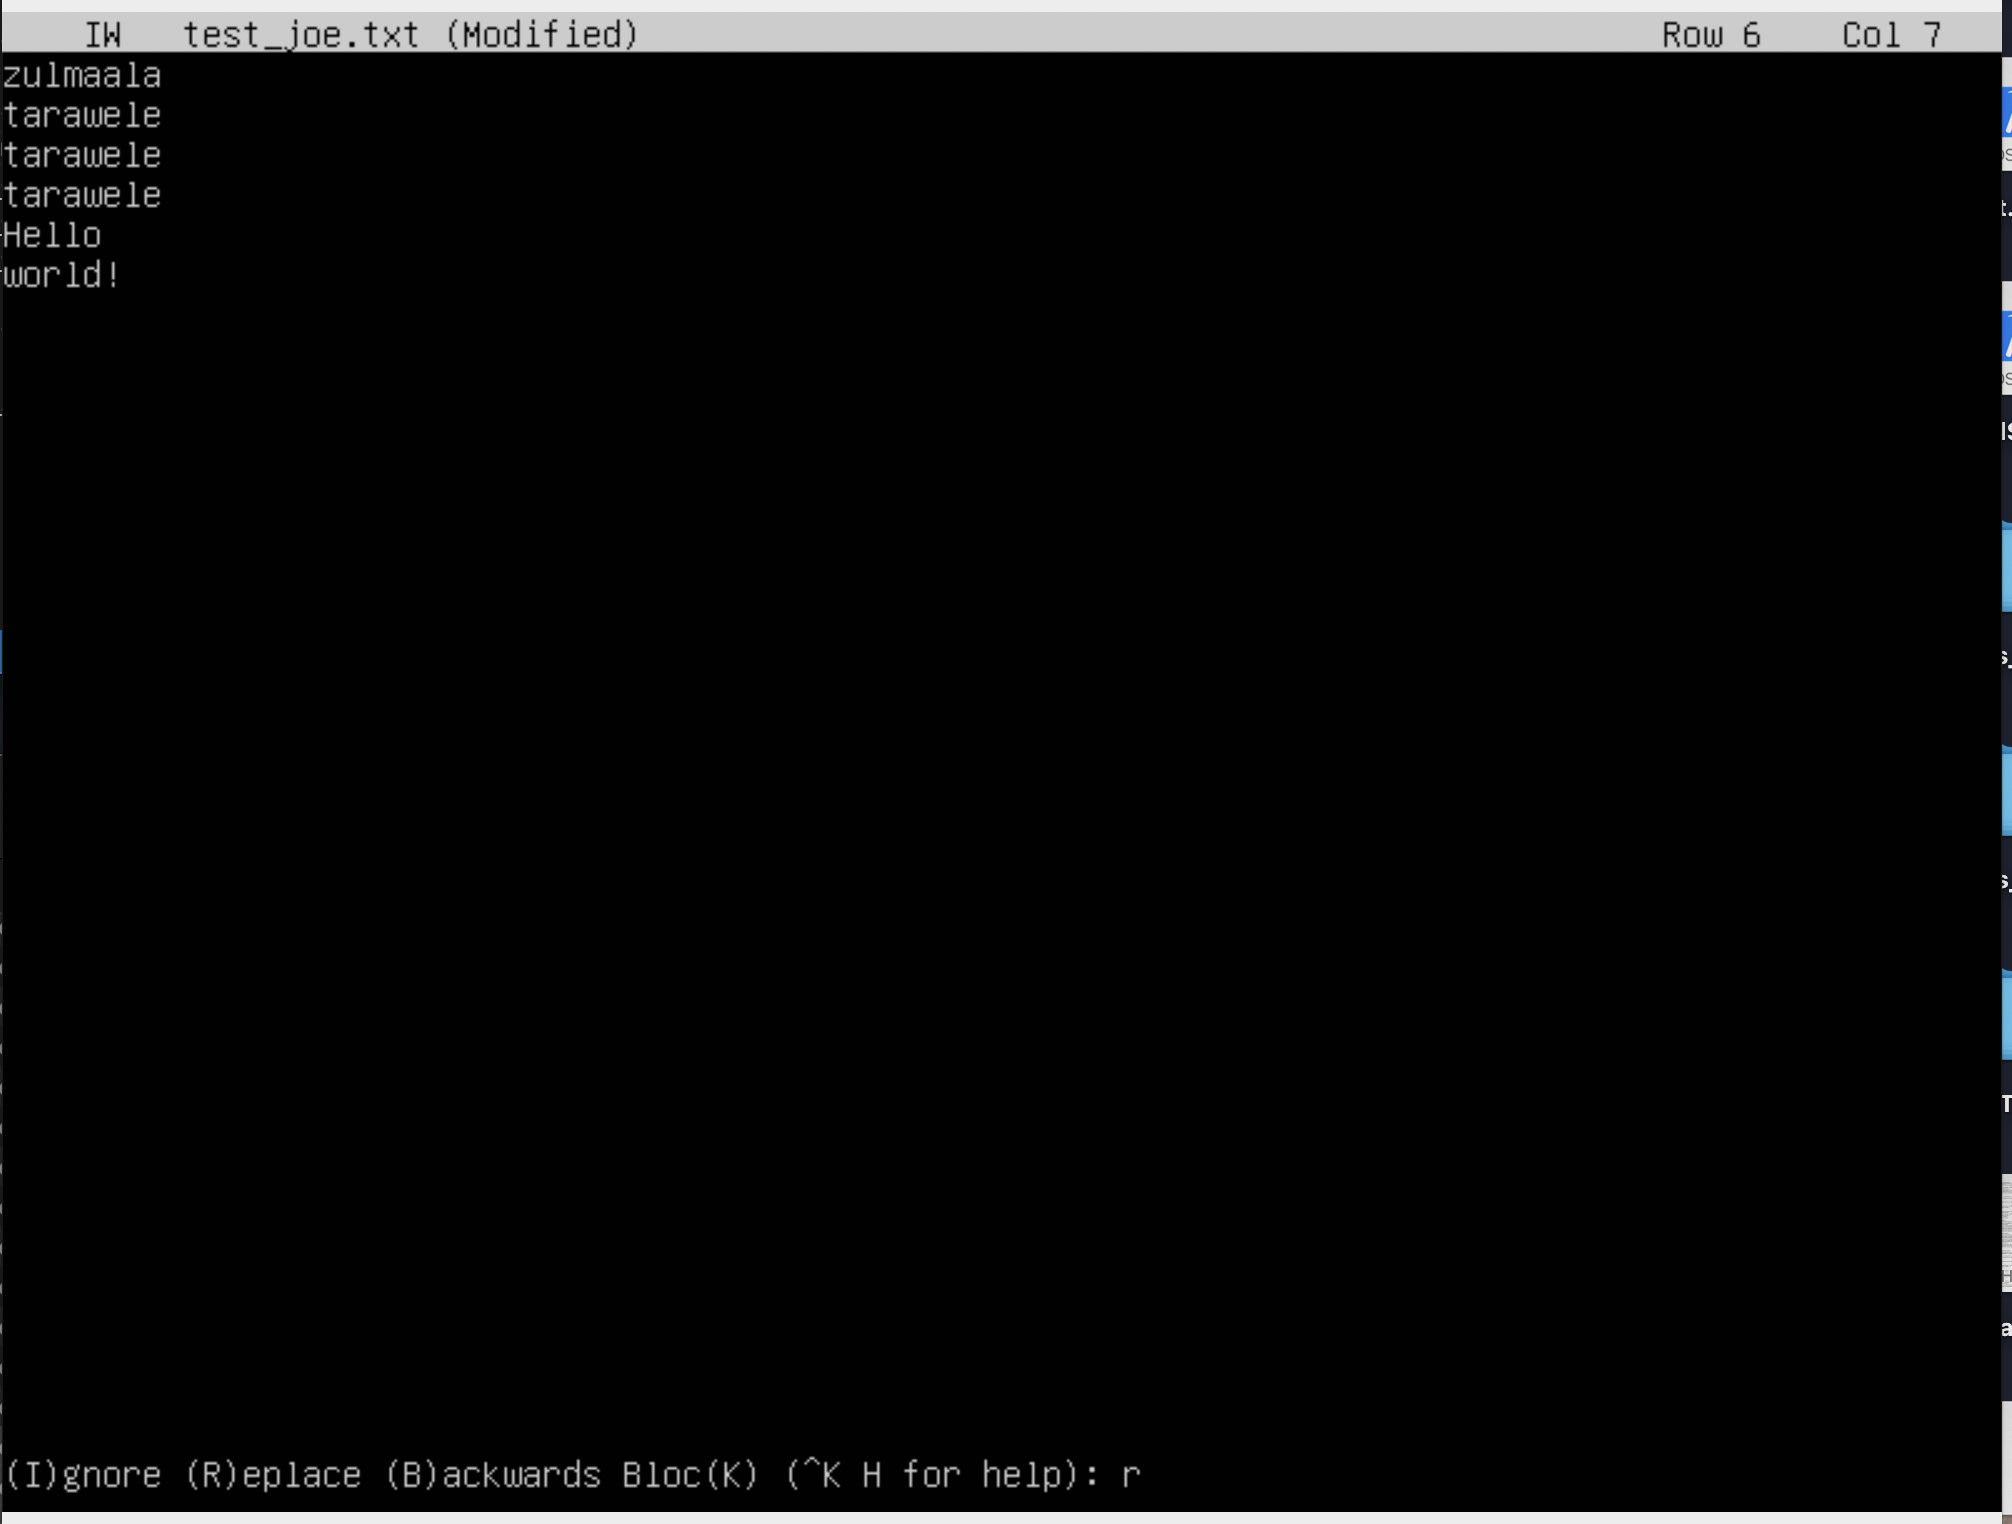 IW test_joe.txt (Modified) Row 6 Col 7
zulmaala
tarawele
tarawele
tarawele
Hello
world!
(I)gnore (R)eplace (B)ackwards Bloc(K) (^K H for help): r